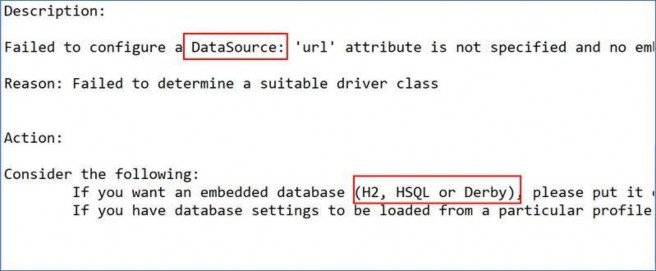 Description:
Failed to configure a DataSource: 'url' attribute is not specified and no
Reason: Failed to determine a suitable driver class
Action:
Consider the following:
If you want an embedded database (H2, HSQL or Derby), please put it
If you have database settings to be loaded from a particular profile